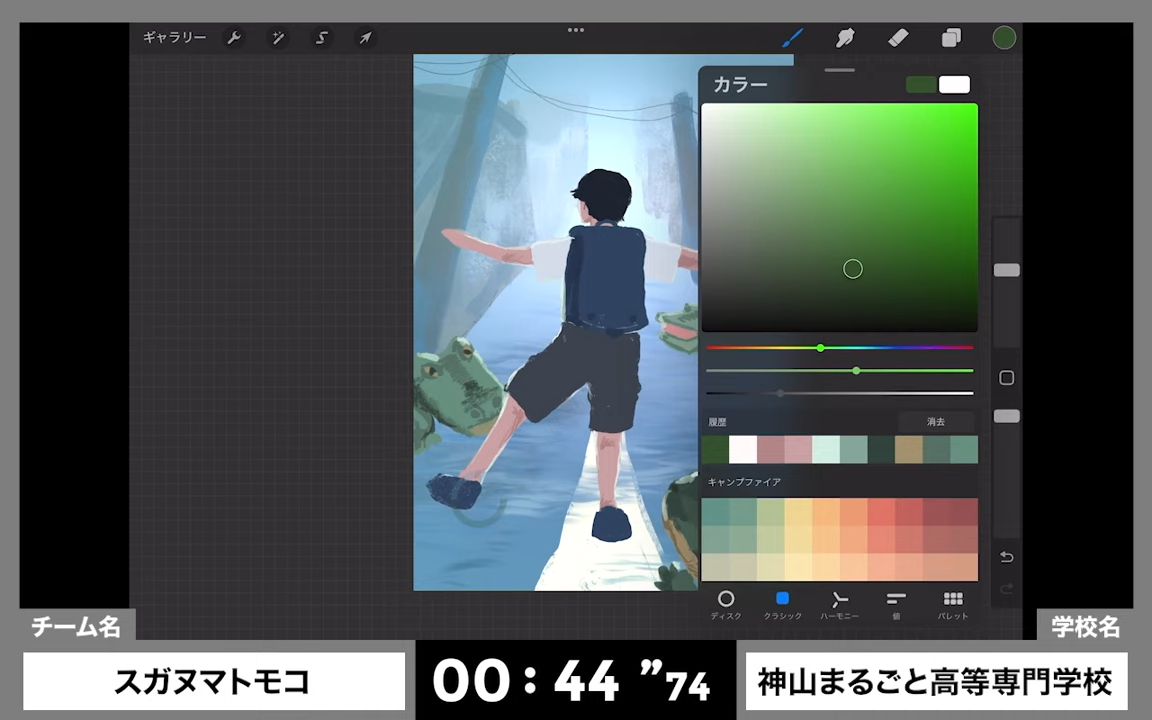 ギャラリー
カラー
履歴
消去
キャンプファイア
ディスク
クラシック
ハーモニー
値
パレット
チーム名
学校名
スガヌマトモコ
00:44"74
神山まるごと高等専門学校